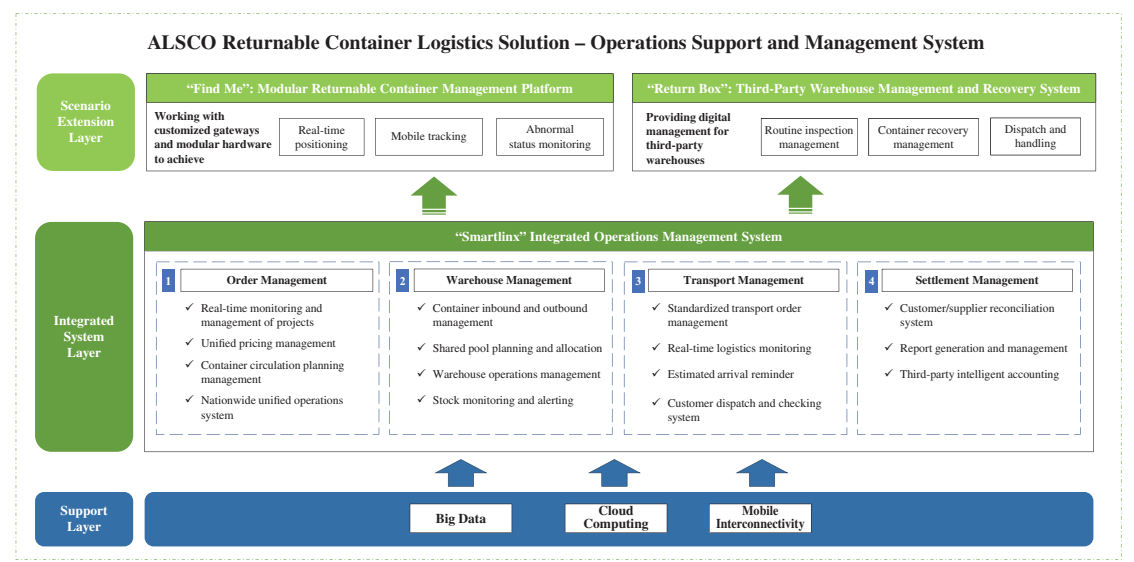 ALSCO Returnable Container Logistics Solution – Operations Support and Management System
Scenario
Extension
Layer
“Find Me”: Modular Returnable Container Management Platform
Working with
customized gateways
and modular hardware
to achieve
Real-time
positioning
Mobile tracking
Abnormal
status monitoring
“Return Box”: Third-Party Warehouse Management and Recovery System
Providing digital
management for
third-party
warehouses
Routine inspection
management
Container recovery
management
Dispatch and
handling
Integrated
System
Layer
“Smartlinx” Integrated Operations Management System
1
Order Management
✓ Real-time monitoring and
management of projects
✓ Unified pricing management
✓ Container circulation planning
management
✓ Nationwide unified operations
system
2
Warehouse Management
✓ Container inbound and outbound
management
✓ Shared pool planning and allocation
✓ Warehouse operations management
✓ Stock monitoring and alerting
3
Transport Management
✓ Standardized transport order
management
✓ Real-time logistics monitoring
✓ Estimated arrival reminder
✓ Customer dispatch and checking
system
4
Settlement Management
✓ Customer/supplier reconciliation
system
✓ Report generation and management
✓ Third-party intelligent accounting
Support
Layer
Big Data
Cloud
Computing
Mobile
Interconnectivity